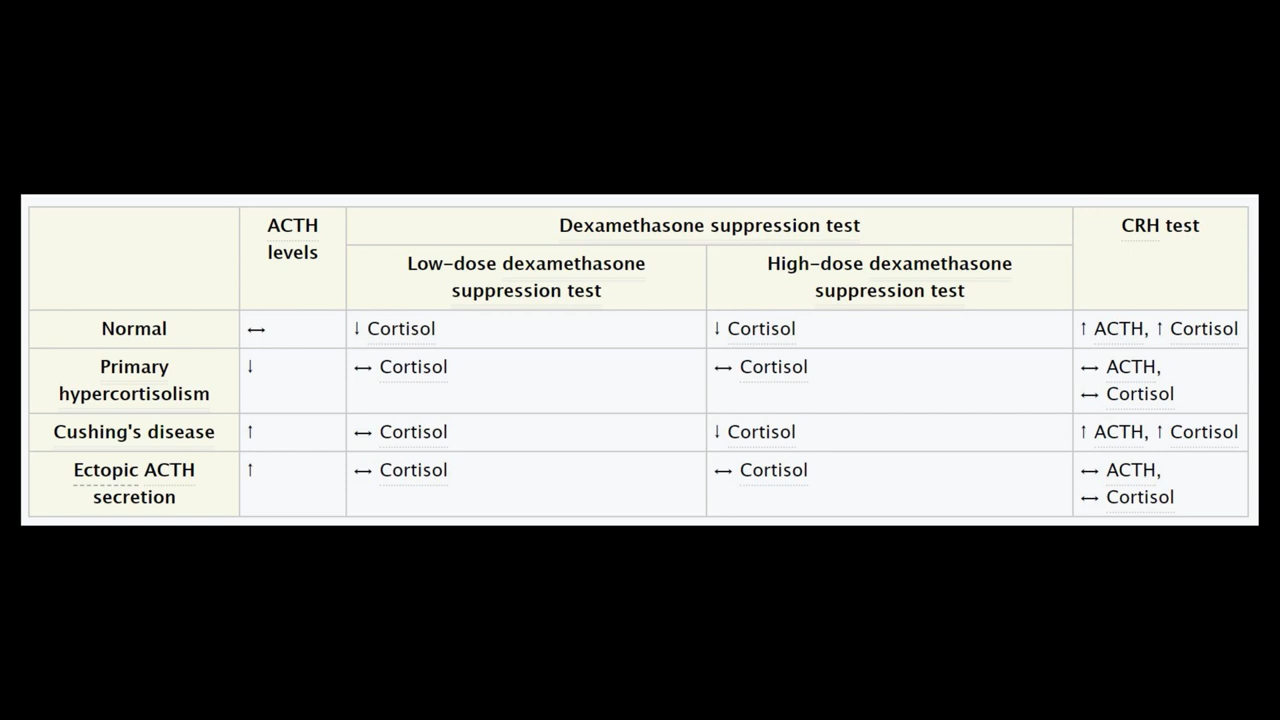 ACTH levels
Dexamethasone suppression test
CRH test
Low-dose dexamethasone
suppression test
High-dose dexamethasone
suppression test
Normal
↔
↓ Cortisol
↓ Cortisol
↑ ACTH, ↑ Cortisol
Primary
hypercortisolism
↓
↔ Cortisol
↔ Cortisol
↔ ACTH,
↔ Cortisol
Cushing's disease
↑
↔ Cortisol
↓ Cortisol
↑ ACTH, ↑ Cortisol
Ectopic ACTH
secretion
↑
↔ Cortisol
↔ Cortisol
↔ ACTH,
↔ Cortisol